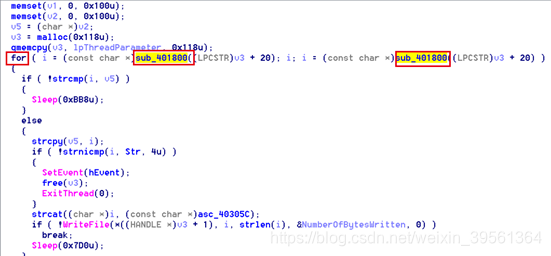 memset(v1, 0, 0x100u);
memset(v2, 0, 0x100u);
v5 = (char *)v2;
v3 = malloc(0x118u);
qmemcpy(v3, lpThreadParameter, 0x118u);
for ( i = (const char *)sub_401800((LPCSTR)v3 + 20); i; i = (const char *)sub_401800((LPCSTR)v3 + 20) )
{
if ( !strcmp(i, v5) )
{
Sleep(0xBB8u);
}
else
{
strcpy(v5, i);
if ( !strnicmp(i, Str, 4u) )
{
SetEvent(hEvent);
free(v3);
ExitThread(0);
}
strcat((char *)i, (const char *)asc_40305C);
if ( !WriteFile(*((HANDLE *)v3 + 1), i, strlen(i), &NumberOfBytesWritten, 0) )
break;
Sleep(0x7D0u);
https://blog.csdn.net/weixin_39561364